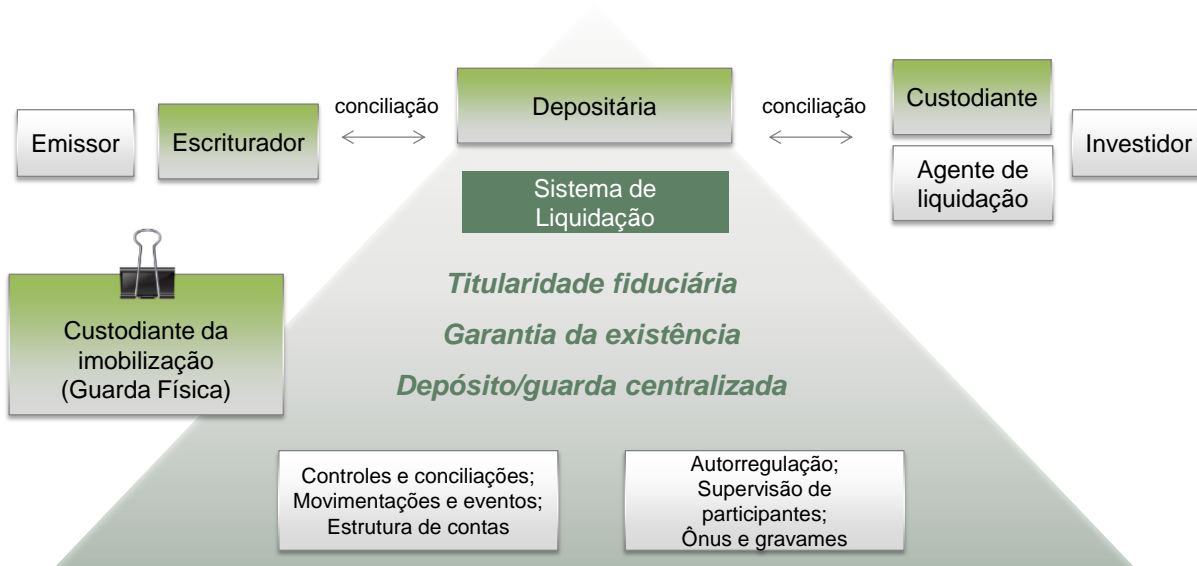 Emissor
Escriturador
conciliação
Depositária
conciliação
Custodiante
Agente de
liquidação
Investidor
Sistema de
Liquidação
Titularidade fiduciária
Garantia da existência
Depósito/guarda centralizada
Custodiante da
imobilização
(Guarda Física)
Controles e conciliações;
Movimentações e eventos;
Estrutura de contas
Autorregulação;
Supervisão de
participantes;
Ônus e gravames